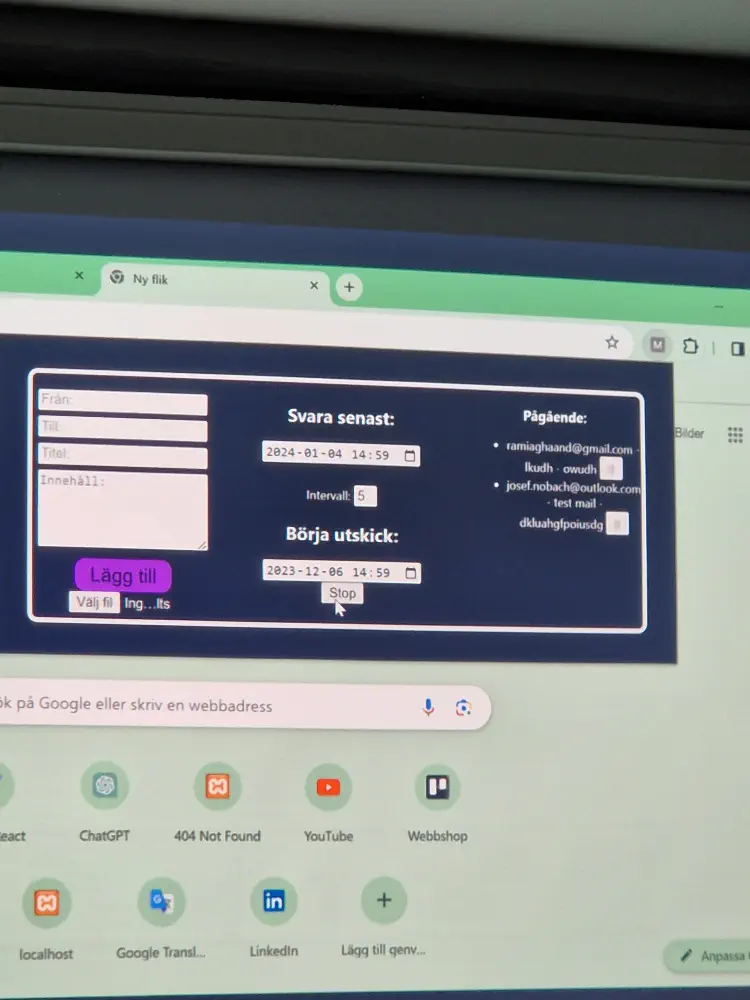 Ny flik
M
Från:
Till:
Titel:
Innehåll:
Lägg till
Välj fil Ing...lts
Svara senast:
2024-01-04 14:59
Intervall: 5
Börja utskick:
2023-12-06 14:59
Stop
Pågående:
ramiaghaand@gmail.com -
lkudh - owudh
josef.nobach@outlook.com
- test mail -
dkluahgfpoiusdg
Bilder
ök på Google eller skriv en webbadress
eact
ChatGPT
404 Not Found
YouTube
Webbshop
localhost
Google Transl...
LinkedIn
Lägg till genv...
Anpassa